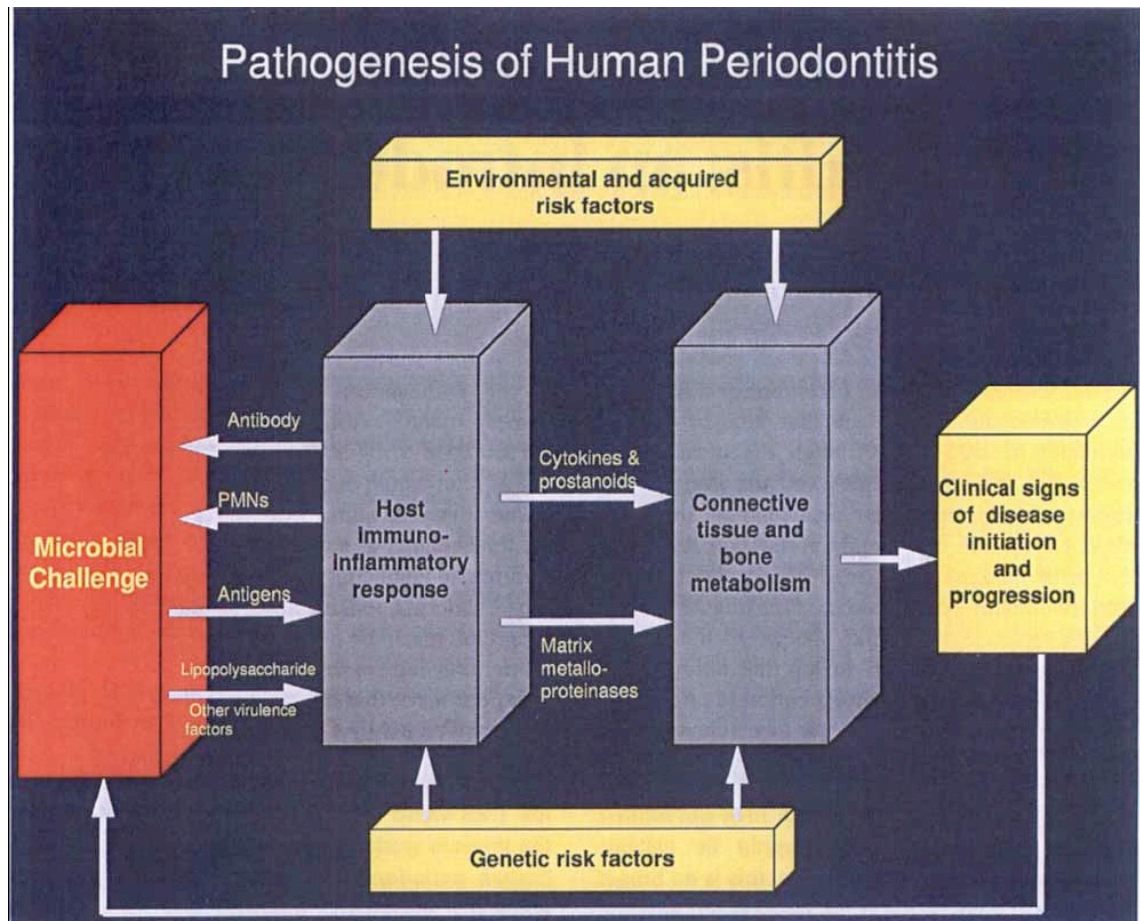 Pathogenesis of Human Periodontitis
Environmental and acquired
risk factors
Microbial
Challenge
Antibody
PMNs
Antigens
Lipopolysaccharide
Other virulence
factors
Host
immuno-
inflammatory
response
Cytokines &
prostanoids
Matrix
metallo-
proteinases
Connective
tissue and
bone
metabolism
Clinical signs
of disease
initiation
and
progression
Genetic risk factors